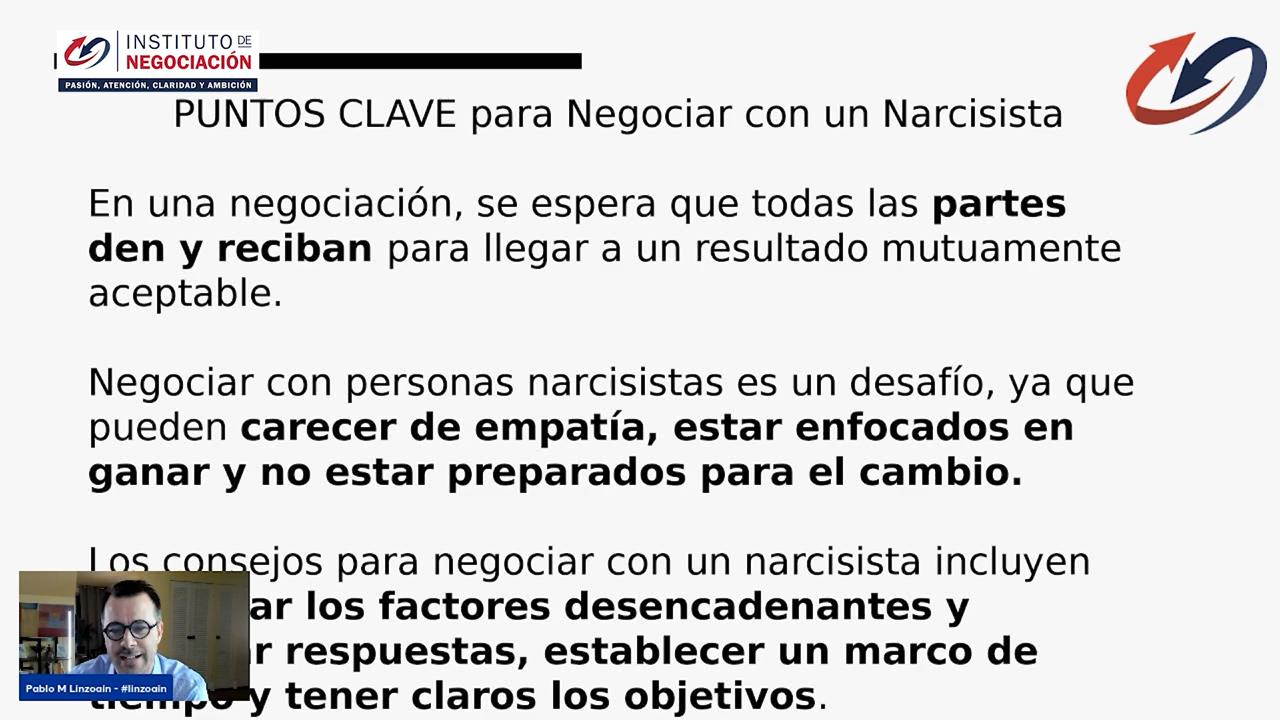 INSTITUTO DE
NEGOCIACIÓN
PASIÓN, ATENCIÓN, CLARIDAD Y AMBICIÓN
PUNTOS CLAVE para Negociar con un Narcisista
En una negociación, se espera que todas las partes
den y reciban para llegar a un resultado mutuamente
aceptable.
Negociar con personas narcisistas es un desafío, ya que
pueden carecer de empatía, estar enfocados en
ganar y no estar preparados para el cambio.
Los consejos para negociar con un narcisista incluyen
ar los factores desencadenantes y
r respuestas, establecer un marco de
tiempo y tener claros los objetivos.
Pablo M Linzoain - #linzoain